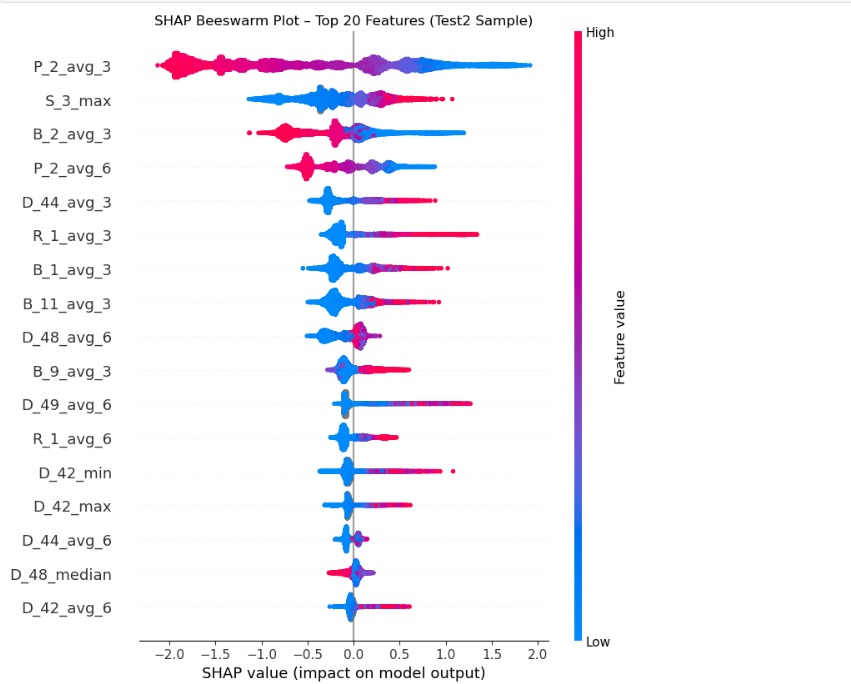 SHAP Beeswarm Plot – Top 20 Features (Test2 Sample)
High
P_2_avg_3
S_3_max
B_2_avg_3
P_2_avg_6
D_44_avg_3
R_1_avg_3
B_1_avg_3
B_11_avg_3
D_48_avg_6
B_9_avg_3
D_49_avg_6
R_1_avg_6
D_42_min
D_42_max
D_44_avg_6
D_48_median
D_42_avg_6
Feature value
Low
−2.0 −1.5 −1.0 −0.5 0.0 0.5 1.0 1.5 2.0
SHAP value (impact on model output)